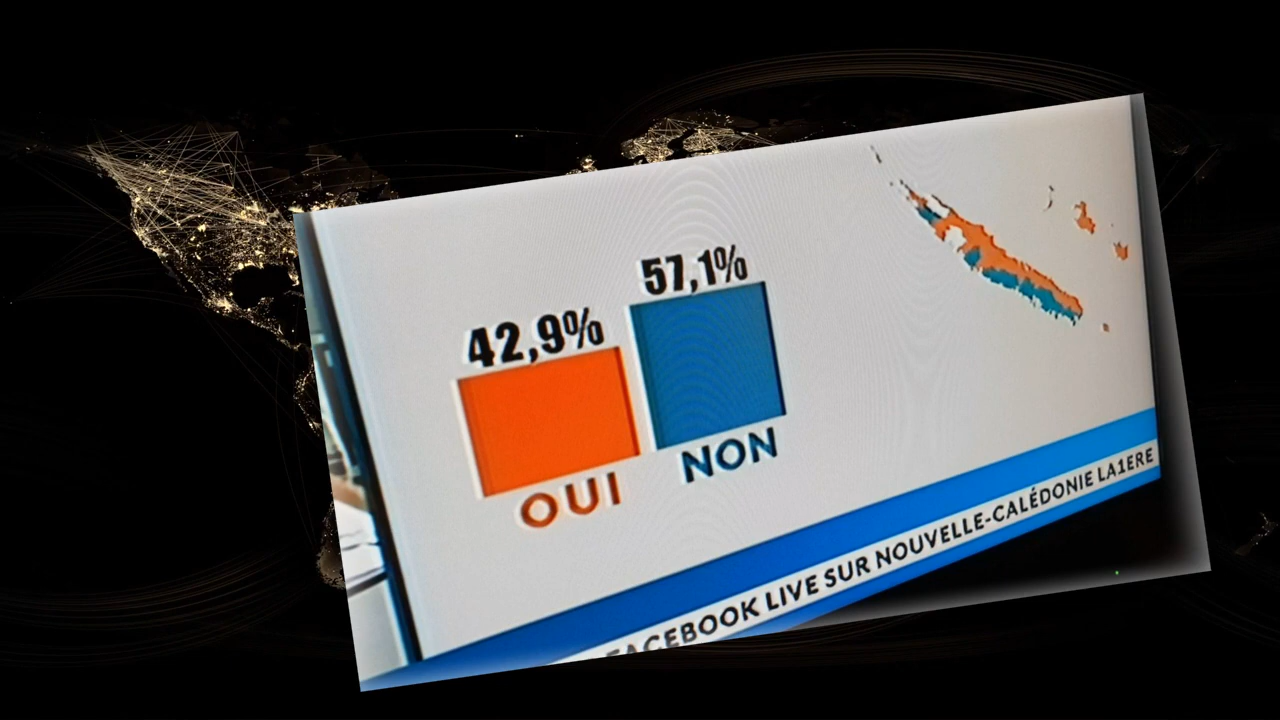 57,1%
42,9%
NON
OUI
FACEBOOK LIVE SUR NOUVELLE-CALÉDONIE LA1ERE